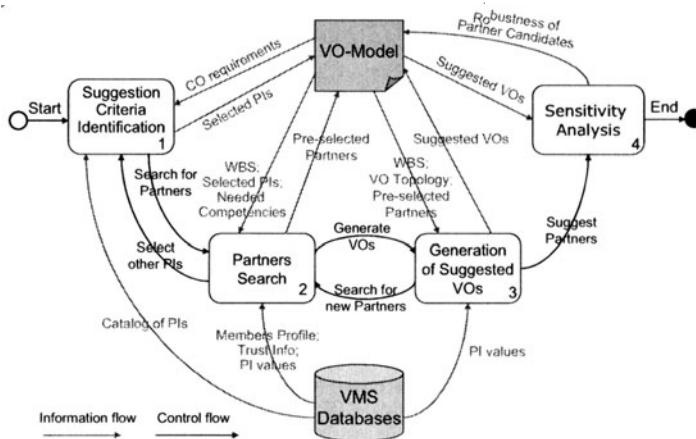 Robustness of
Partner Candidates
VO-Model
CO requiroments
Selected PIs
Suggested VOs
Start
Suggestion
Criteria
Identification
1
Sensitivity
Analysis
4
End
Search for
Partners
WBS;
Selected PIs;
Needed
Competencies
Pre-selected
Partners
Suggested VOs
WBS;
VO Topology;
Pre-selected
Partners
Select
other PIs
Generate
VOs
Suggest
Partners
Partners
Search
2
Generation
of Suggested
VOs
3
Search for
new Partners
Catalog of PIs
Members Profile;
Trust Info;
PI values
PI values
VMS
Databases
Information flow
Control flow